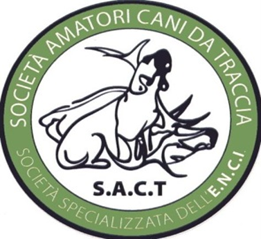 SOCIETÀ AMATORI CANI DA TRACCIA
S.A.C.T
SOCIETÀ SPECIALIZZATA DELL'E.N.C.I.